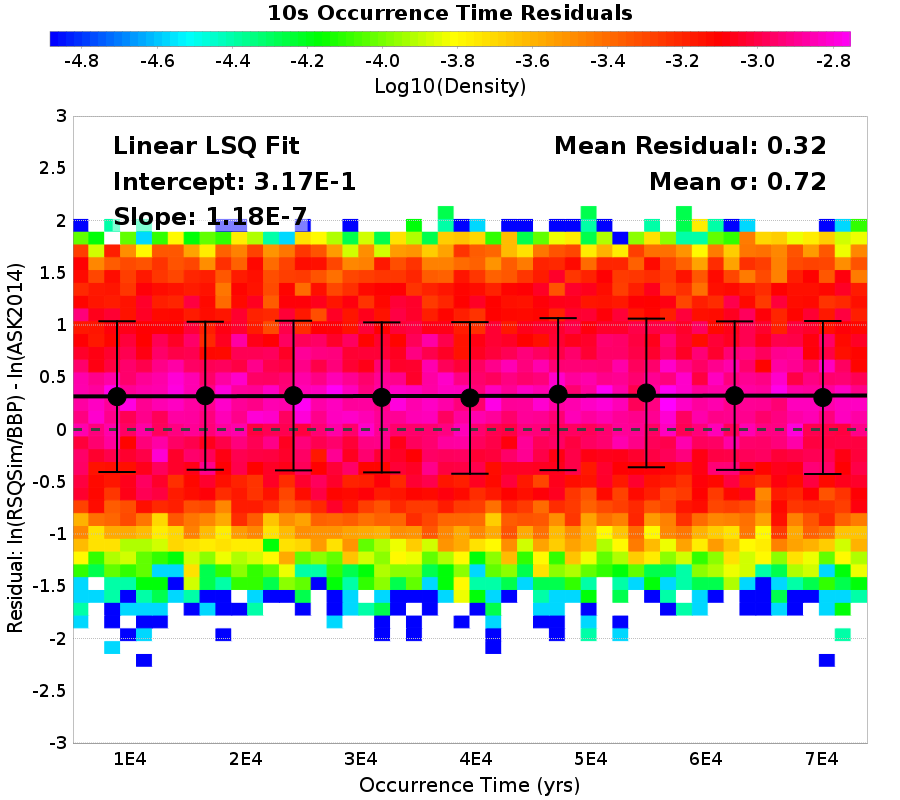 10s Occurrence Time Residuals
-4.8 -4.6 -4.4 -4.2 -4.0 -3.8 -3.6 -3.4 -3.2 -3.0 -2.8
Log10(Density)
Linear LSQ Fit
Intercept: 3.17E-1
Slope: 1.18E-7
Mean Residual: 0.32
Mean σ: 0.72
Residual: ln(RSQSim/BBP) - ln(ASK2014)
3
2.5
2
1.5
1
0.5
0
-0.5
-1
-1.5
-2
-2.5
-3
1E4 2E4 3E4 4E4 5E4 6E4 7E4
Occurrence Time (yrs)